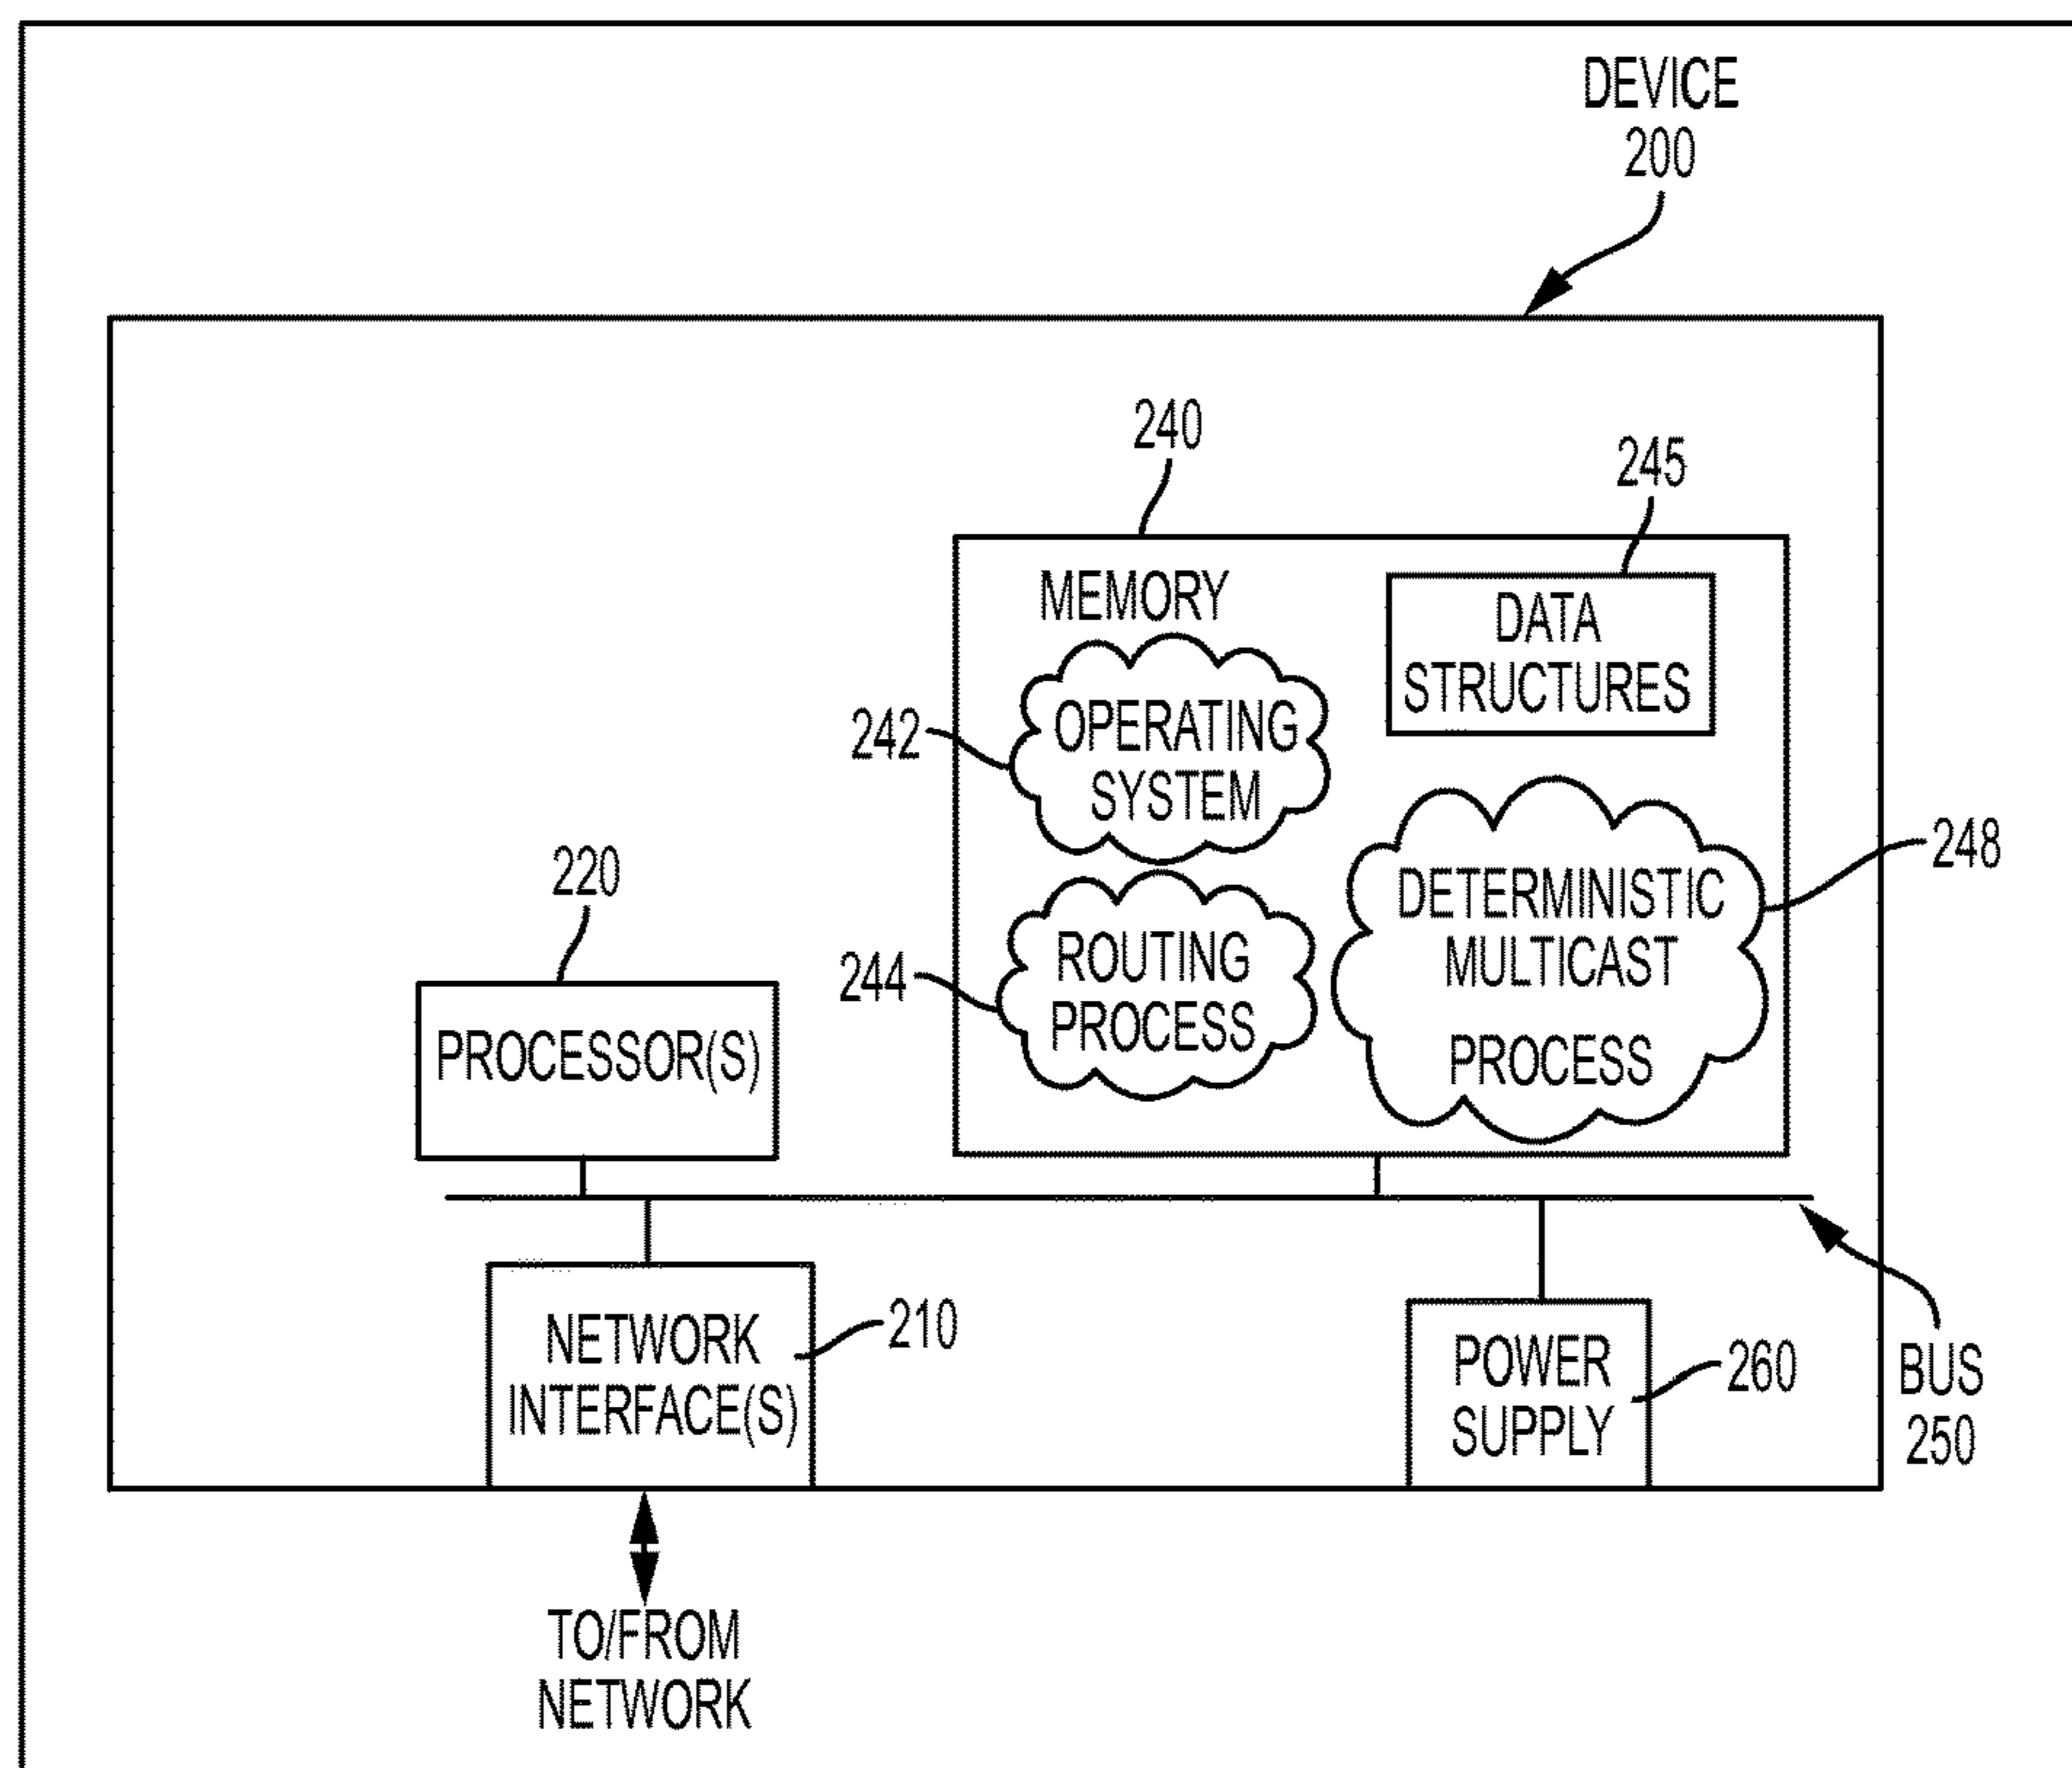 DEVICE
200
240
245
MEMORY
DATA
STRUCTURES
242
OPERATING
SYSTEM
248
DETERMINISTIC
MULTICAST
PROCESS
220
244
ROUTING
PROCESS
PROCESSOR(S)
NETWORK
INTERFACE(S)
210
POWER
SUPPLY
260
BUS
250
TO/FROM
NETWORK